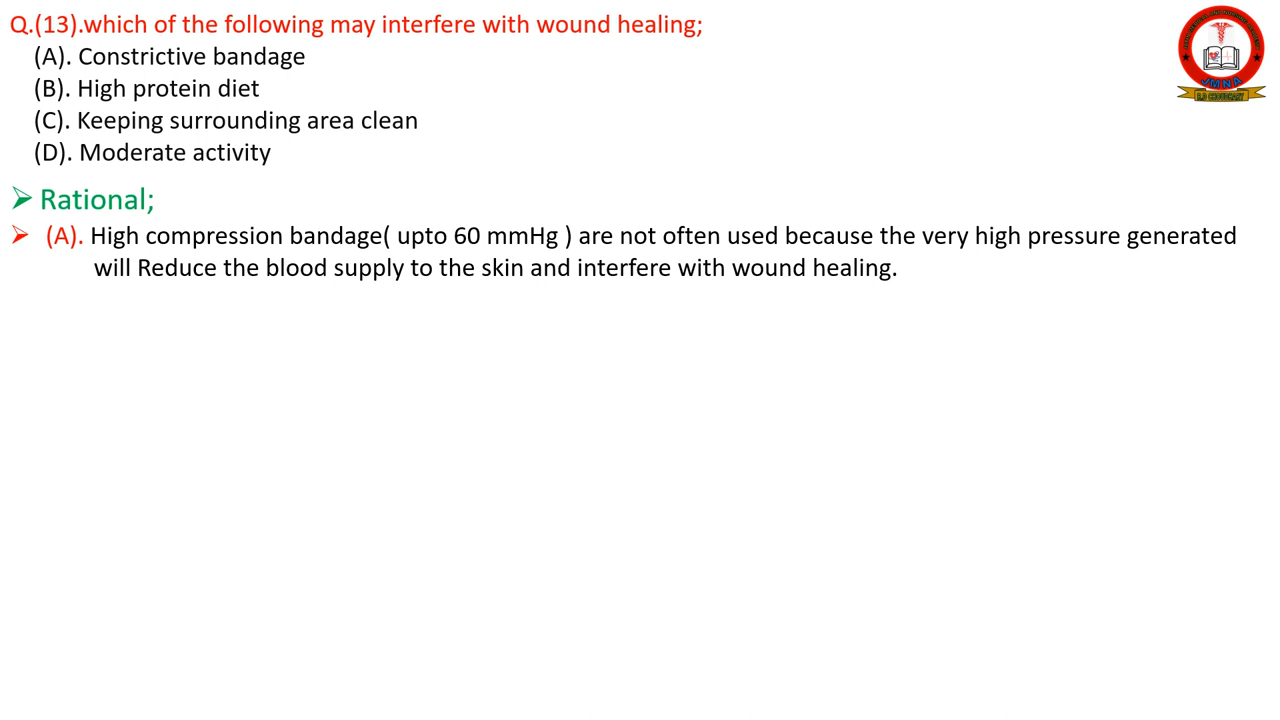 Q.(13).which of the following may interfere with wound healing;
(A). Constrictive bandage
(B). High protein diet
(C). Keeping surrounding area clean
(D). Moderate activity
Rational;
(A). High compression bandage( upto 60 mmHg ) are not often used because the very high pressure generated
will Reduce the blood supply to the skin and interfere with wound healing.
JMNA